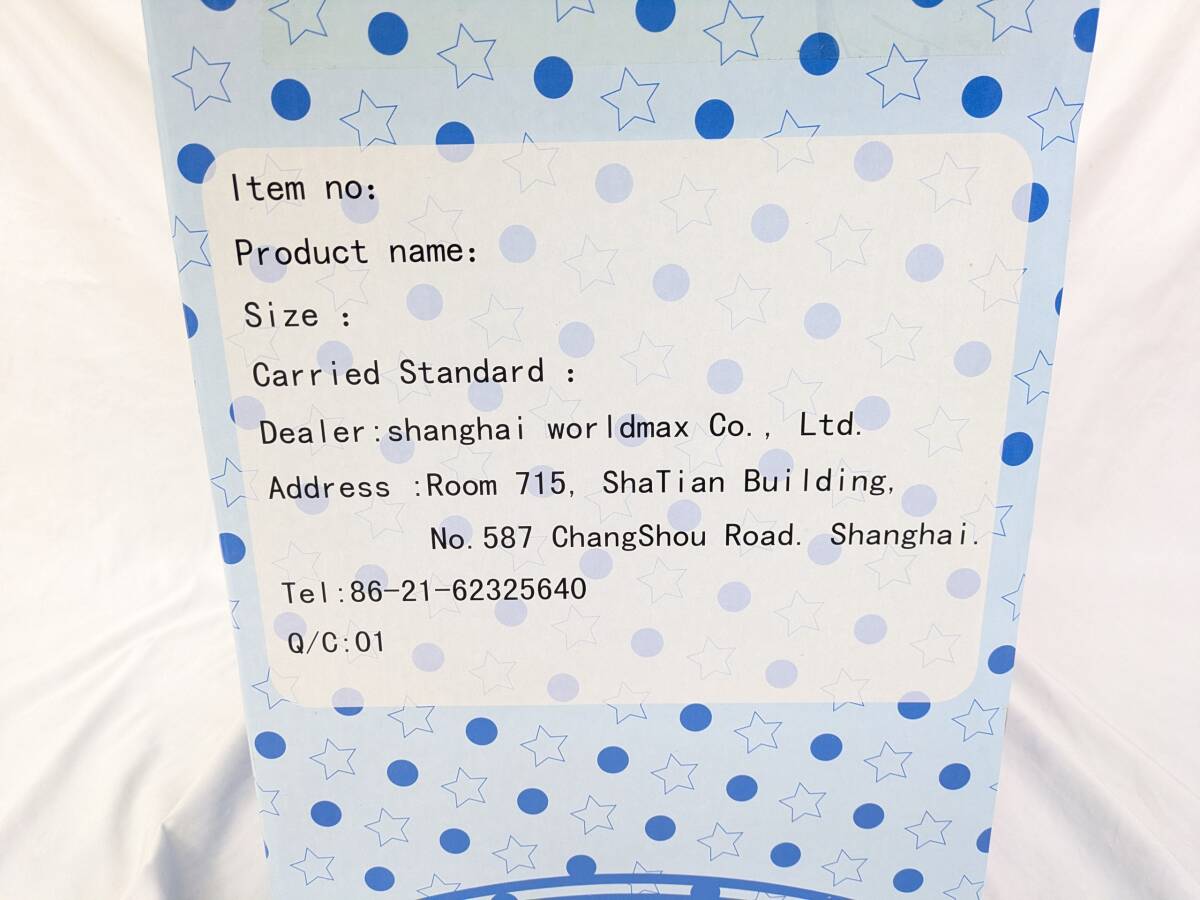 Item no:
Product name:
Size :
Carried Standard :
Dealer:shanghai worldmax Co., Ltd.
Address :Room 715, ShaTian Building,
No.587 ChangShou Road. Shanghai.
Tel:86-21-62325640
Q/C:01